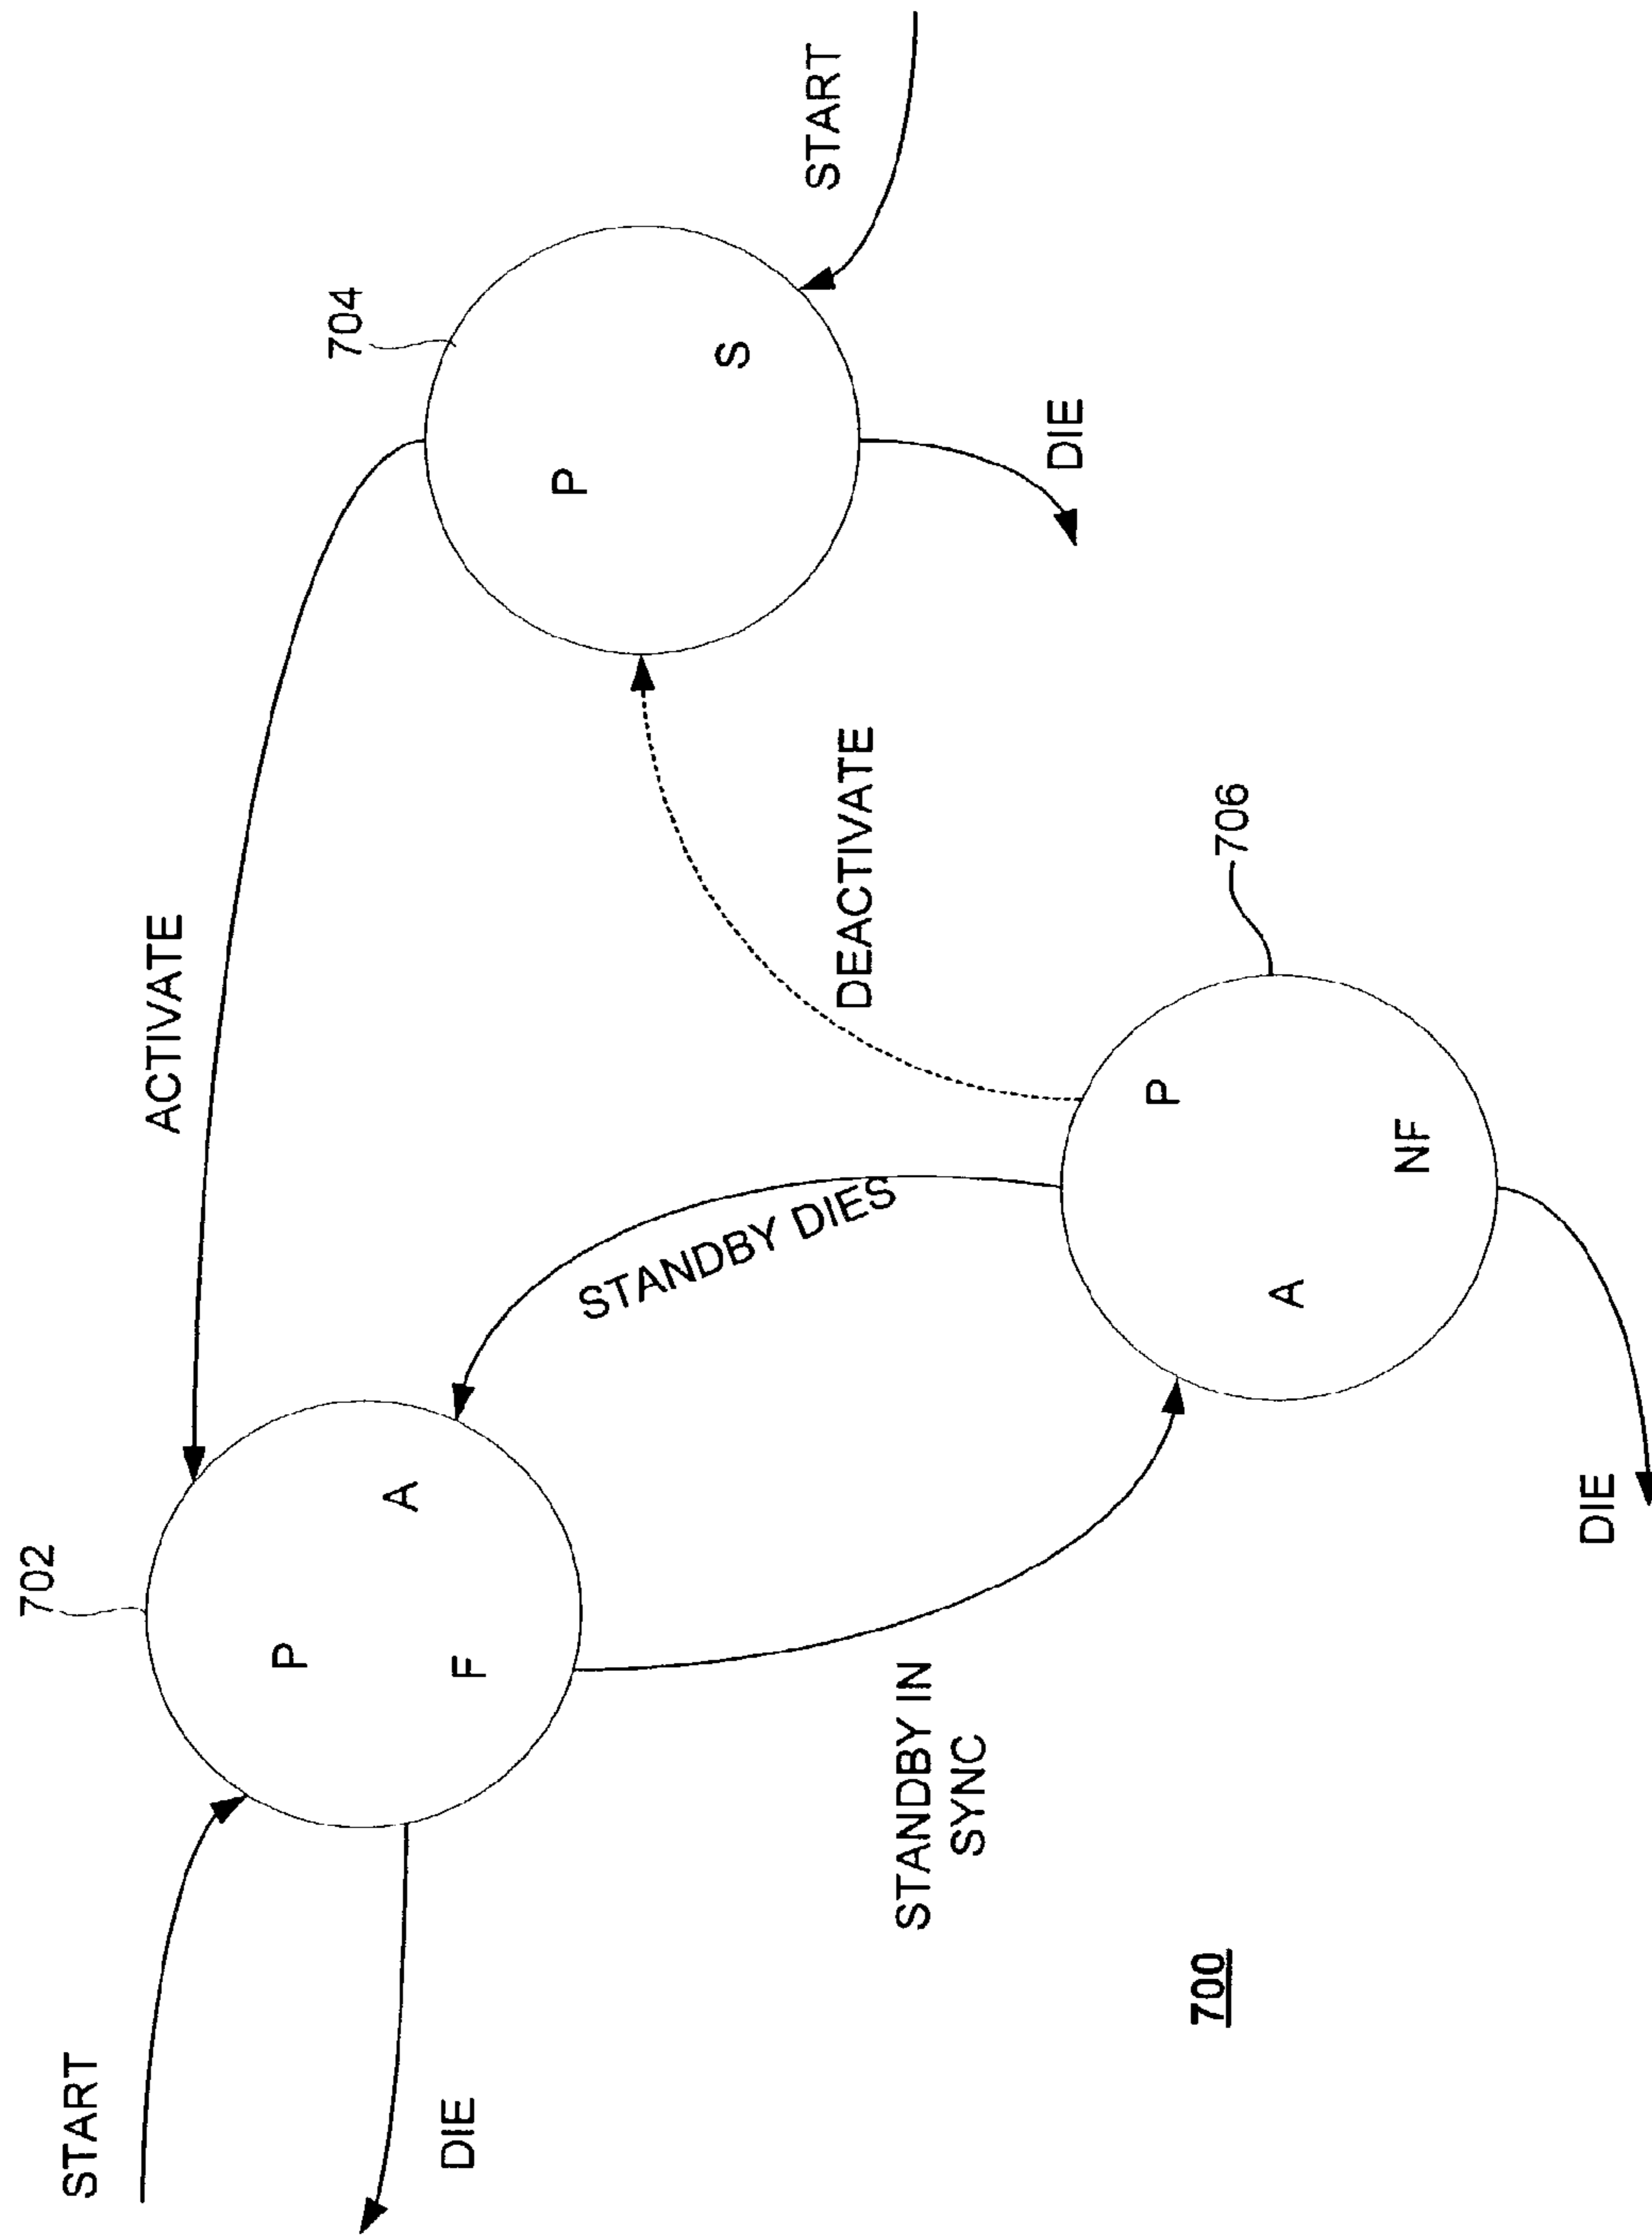 702
704
START
ACTIVATE
P
F
A
P
S
START
DIE
STANDBY DIES
DEACTIVATE
DIE
STANDBY IN
SYNC
706
A
P
NF
700
DIE